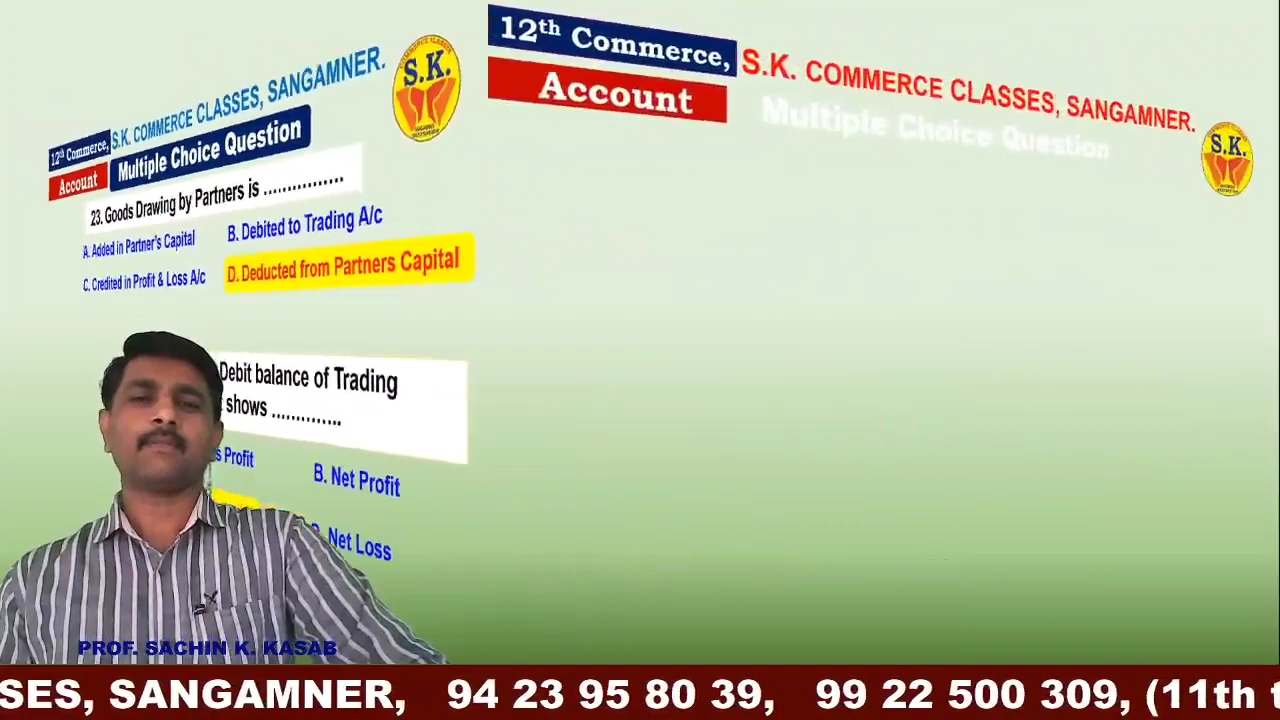 12th Commerce,
Account
S.K. COMMERCE CLASSES, SANGAMNER.
Multiple Choice Question
S.K.
23. Goods Drawing by Partners is ................
A. Added in Partner's Capital
B. Debited to Trading A/c
C. Credited in Profit & Loss A/c
D. Deducted from Partners Capital
Debit balance of Trading
shows ..............
s Profit
B. Net Profit
Net Loss
12th Commerce,
Account
S.K. COMMERCE CLASSES, SANGAMNER.
Multiple Choice Question
S.K.
PROF. SACHIN K. KASAB
SES, SANGAMNER, 94 23 95 80 39, 99 22 500 309, (11th t